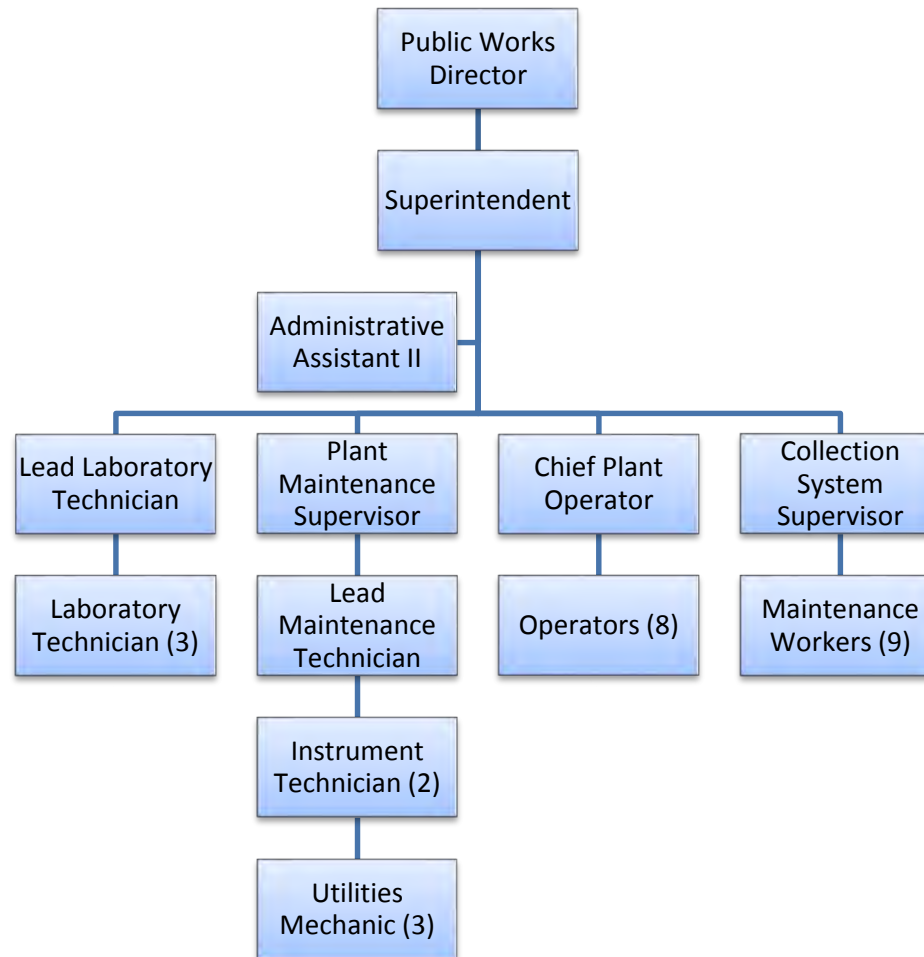 Public Works
Director
Superintendent
Administrative
Assistant II
Lead Laboratory
Technician
Plant
Maintenance
Supervisor
Chief Plant
Operator
Collection
System
Supervisor
Laboratory
Technician (3)
Lead
Maintenance
Technician
Operators (8)
Maintenance
Workers (9)
Instrument
Technician (2)
Utilities
Mechanic (3)